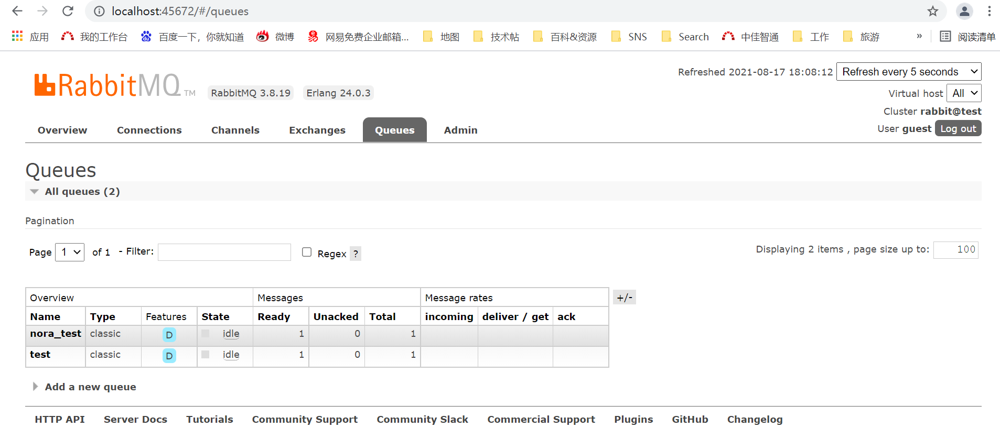 localhost:45672/#/queues
应用 我的工作台 百度一下，你就知道 微博 网易免费企业邮箱... 地图 技术帖 百科&资源 SNS Search 中佳智通 工作 旅游 » 阅读清单
Refreshed 2021-08-17 18:08:12 Refresh every 5 seconds
RabbitMQ TM RabbitMQ 3.8.19 Erlang 24.0.3
Virtual host All
Cluster rabbit@test
User guest Log out
Overview Connections Channels Exchanges Queues Admin
Queues
All queues (2)
Pagination
Page 1 of 1 - Filter: Regex ? Displaying 2 items , page size up to: 100
Overview Messages Message rates +/-
Name Type Features State Ready Unacked Total incoming deliver / get ack
nora_test classic D idle 1 0 1
test classic D idle 1 0 1
Add a new queue
HTTP API Server Docs Tutorials Community Support Community Slack Commercial Support Plugins GitHub Changelog